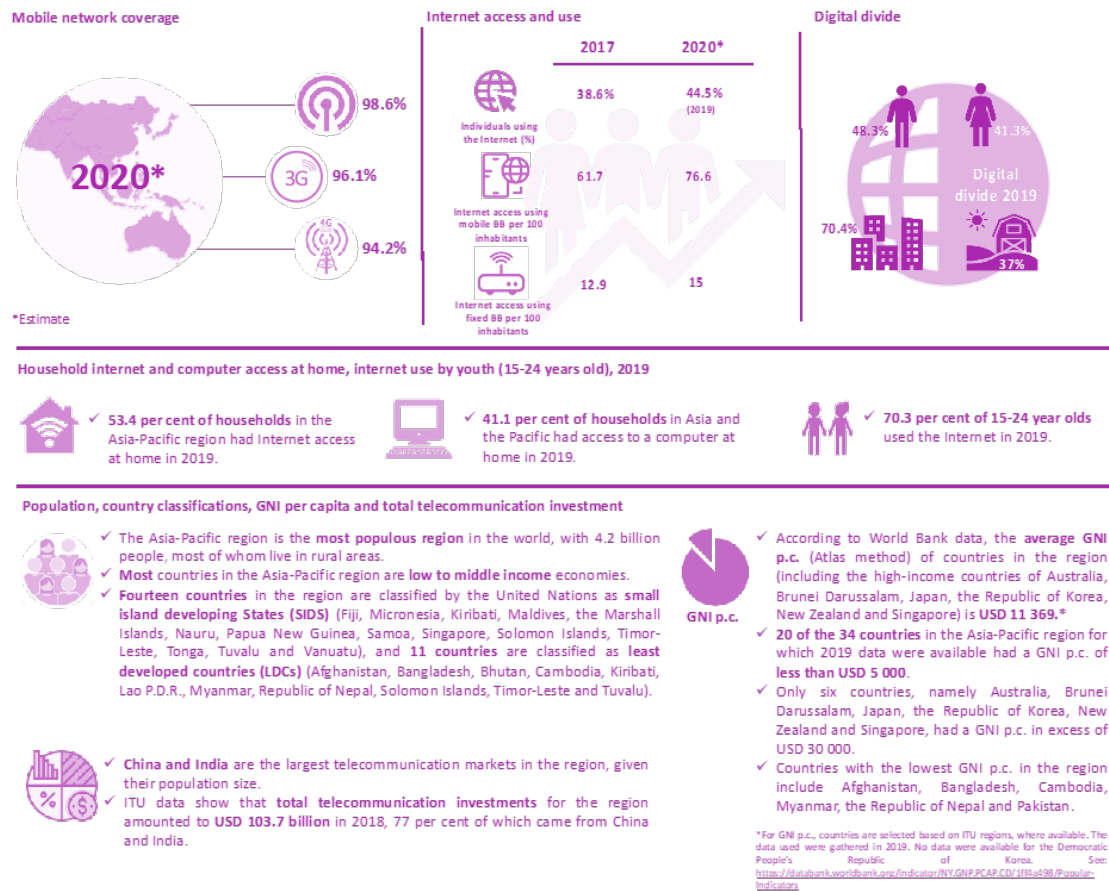 Mobile network coverage
2020*
98.6%
3G
96.1%
4G
94.2%
*Estimate
Internet access and use
2017
2020*
Individuals using
the Internet (%)
38.6%
44.5%
(2019)
Internet access using
mobile BB per 100
inhabitants
61.7
76.6
Internet access using
fixed BB per 100
inhabitants
12.9
15
Digital divide
48.3%
41.3%
Digital
divide 2019
70.4%
37%
Household internet and computer access at home, internet use by youth (15-24 years old), 2019
✓ 53.4 per cent of households in the
Asia-Pacific region had Internet access
at home in 2019.
✓ 41.1 per cent of households in Asia and
the Pacific had access to a computer at
home in 2019.
✓ 70.3 per cent of 15-24 year olds
used the Internet in 2019.
Population, country classifications, GNI per capita and total telecommunication investment
✓ The Asia-Pacific region is the most populous region in the world, with 4.2 billion
people, most of whom live in rural areas.
✓ Most countries in the Asia-Pacific region are low to middle income economies.
✓ Fourteen countries in the region are classified by the United Nations as small
island developing States (SIDS) (Fiji, Micronesia, Kiribati, Maldives, the Marshall
Islands, Nauru, Papua New Guinea, Samoa, Singapore, Solomon Islands, Timor-
Leste, Tonga, Tuvalu and Vanuatu), and 11 countries are classified as least
developed countries (LDCs) (Afghanistan, Bangladesh, Bhutan, Cambodia, Kiribati,
Lao P.D.R., Myanmar, Republic of Nepal, Solomon Islands, Timor-Leste and Tuvalu).
%
$
✓ China and India are the largest telecommunication markets in the region, given
their population size.
✓ ITU data show that total telecommunication investments for the region
amounted to USD 103.7 billion in 2018, 77 per cent of which came from China
and India.
GNI p.c.
✓ According to World Bank data, the average GNI
p.c. (Atlas method) of countries in the region
(including the high-income countries of Australia,
Brunei Darussalam, Japan, the Republic of Korea,
New Zealand and Singapore) is USD 11 369.*
✓ 20 of the 34 countries in the Asia-Pacific region for
which 2019 data were available had a GNI p.c. of
less than USD 5 000.
✓ Only six countries, namely Australia, Brunei
Darussalam, Japan, the Republic of Korea, New
Zealand and Singapore, had a GNI p.c. in excess of
USD 30 000.
✓ Countries with the lowest GNI p.c. in the region
include Afghanistan, Bangladesh, Cambodia,
Myanmar, the Republic of Nepal and Pakistan.
*For GNI p.c., countries are selected based on ITU regions, where available. The
data used were gathered in 2019. No data were available for the Democratic
People's Republic of Korea. See:
https://databank.worldbank.org/indicator/NY.GNP.PCAP.CD/1ff4a498/Popular-
Indicators